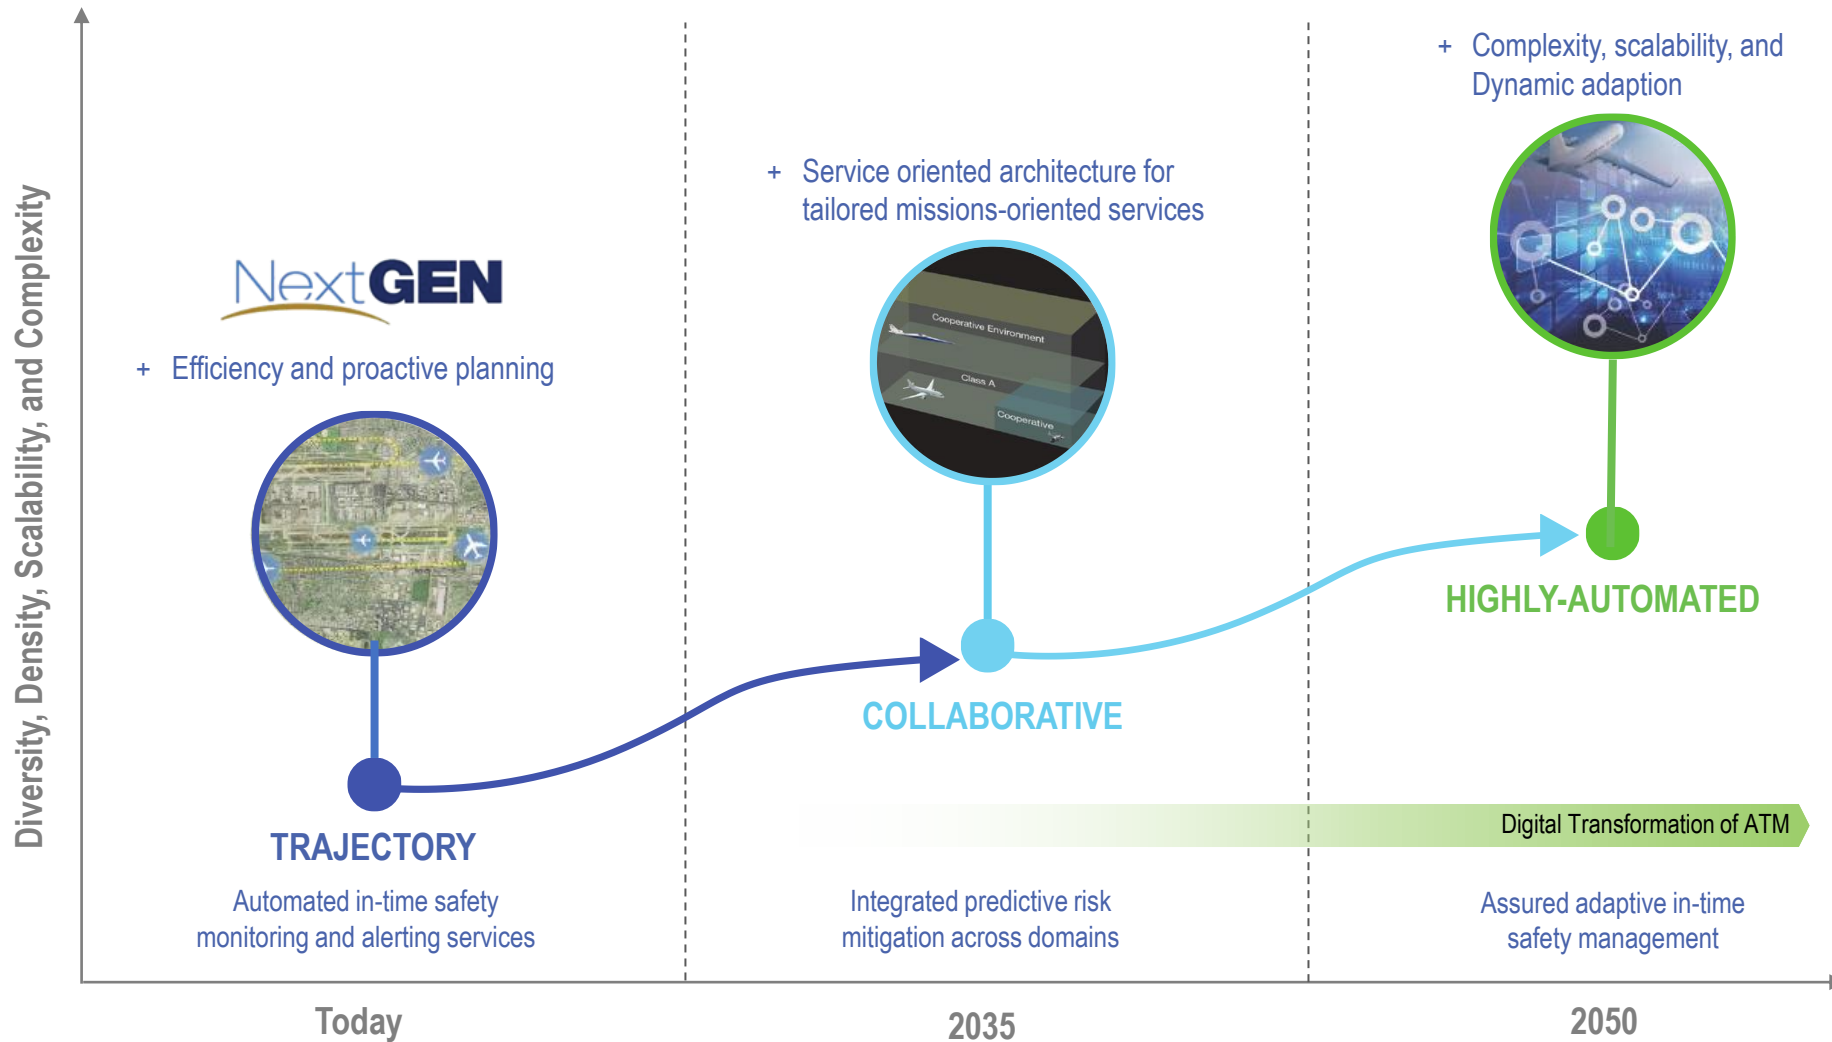 Diversity, Density, Scalability, and Complexity
NextGEN
+ Efficiency and proactive planning
TRAJECTORY
Automated in-time safety
monitoring and alerting services
Today
+ Service oriented architecture for
tailored missions-oriented services
Cooperative Environment
Class A
Cooperative
COLLABORATIVE
Integrated predictive risk
mitigation across domains
2035
+ Complexity, scalability, and
Dynamic adaption
HIGHLY-AUTOMATED
Digital Transformation of ATM
Assured adaptive in-time
safety management
2050